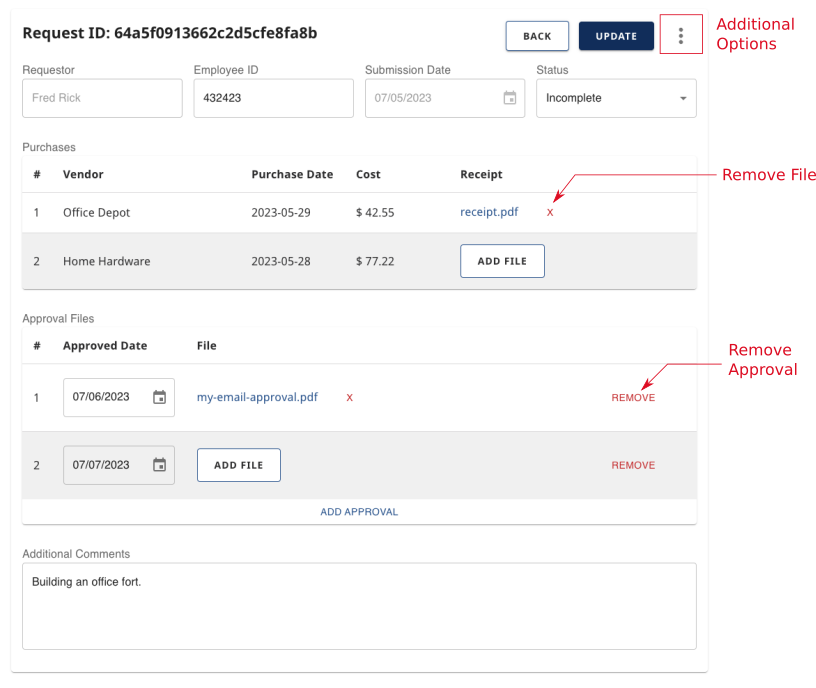 Request ID: 64a5f0913662c2d5cfe8fa8b
BACK
UPDATE
Additional
Options
Requestor
Employee ID
Submission Date
Status
Fred Rick
432423
07/05/2023
Incomplete
Purchases
# Vendor Purchase Date Cost Receipt
Remove File
1 Office Depot 2023-05-29 $ 42.55 receipt.pdf X
2 Home Hardware 2023-05-28 $ 77.22 ADD FILE
Approval Files
# Approved Date File
Remove
Approval
1 07/06/2023 my-email-approval.pdf X REMOVE
2 07/07/2023 ADD FILE REMOVE
ADD APPROVAL
Additional Comments
Building an office fort.